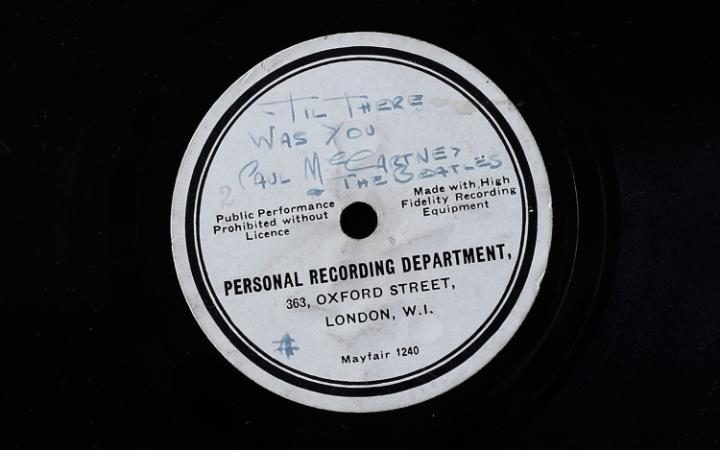 'TIL THERE
WAS YOU
PAUL MCCARTNEY
& THE BEATLES
2
Public Performance
Prohibited without
Licence
Made with High
Fidelity Recording
Equipment
PERSONAL RECORDING DEPARTMENT,
363, OXFORD STREET,
LONDON, W.I.
Mayfair 1240